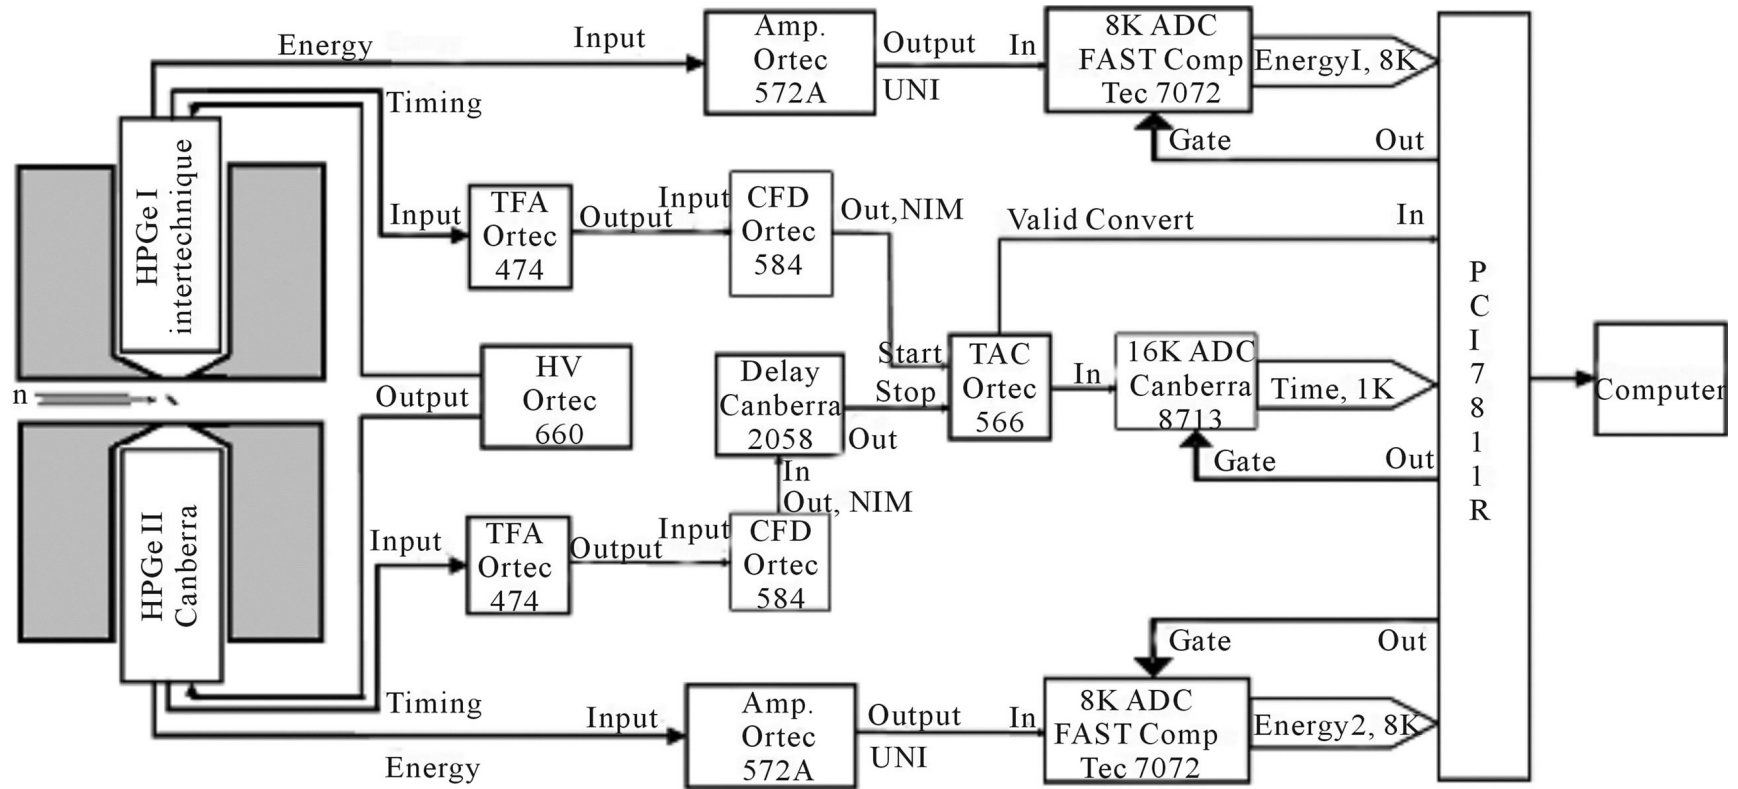 Energy
Input
Amp.
Ortec
572A
Output
UNI
In
8K ADC
FAST Comp
Tec 7072
EnergyI, 8K
Timing
Gate
Out
HPGe I
intertechnique
Input
TFA
Ortec
474
Output
Input
CFD
Ortec
584
Out,NIM
Valid Convert
In
PCI7811R
HV
Ortec
660
Output
n
Delay
Canberra
2058
Start
Stop
Out
In
TAC
Ortec
566
In
16K ADC
Canberra
8713
Time, 1K
Computer
Gate
Out
Out, NIM
HPGe II
Canberra
Input
TFA
Ortec
474
Output
Input
CFD
Ortec
584
Gate
Out
Timing
Energy
Input
Amp.
Ortec
572A
Output
UNI
In
8K ADC
FAST Comp
Tec 7072
Energy2, 8K